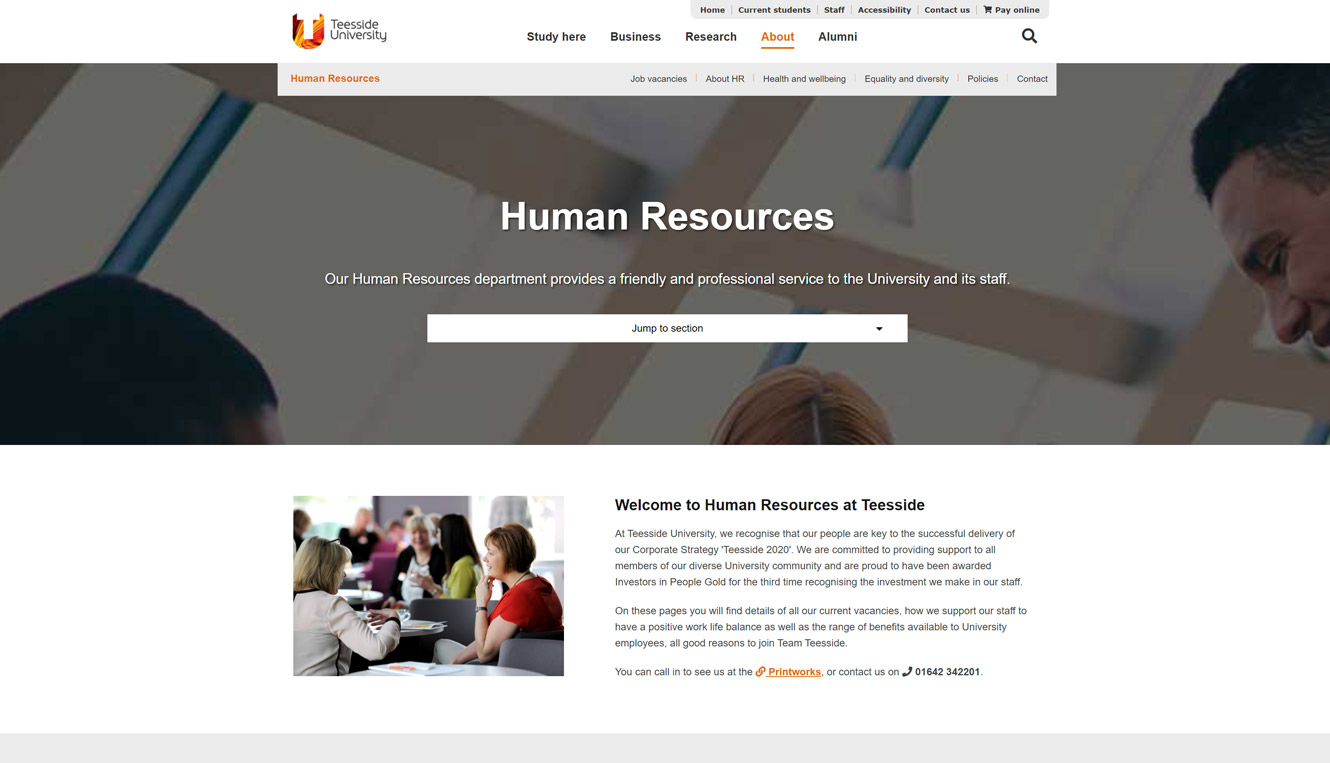 Home
Current students
Staff
Accessibility
Contact us
Pay online
Teesside
University
Study here
Business
Research
About
Alumni
Human Resources
Job vacancies
About HR
Health and wellbeing
Equality and diversity
Policies
Contact
Human Resources
Our Human Resources department provides a friendly and professional service to the University and its staff.
Jump to section
Welcome to Human Resources at Teesside
At Teesside University, we recognise that our people are key to the successful delivery of
our Corporate Strategy 'Teesside 2020'. We are committed to providing support to all
members of our diverse University community and are proud to have been awarded
Investors in People Gold for the third time recognising the investment we make in our staff.
On these pages you will find details of all our current vacancies, how we support our staff to
have a positive work life balance as well as the range of benefits available to University
employees, all good reasons to join Team Teesside.
You can call in to see us at the Printworks, or contact us on 01642 342201.